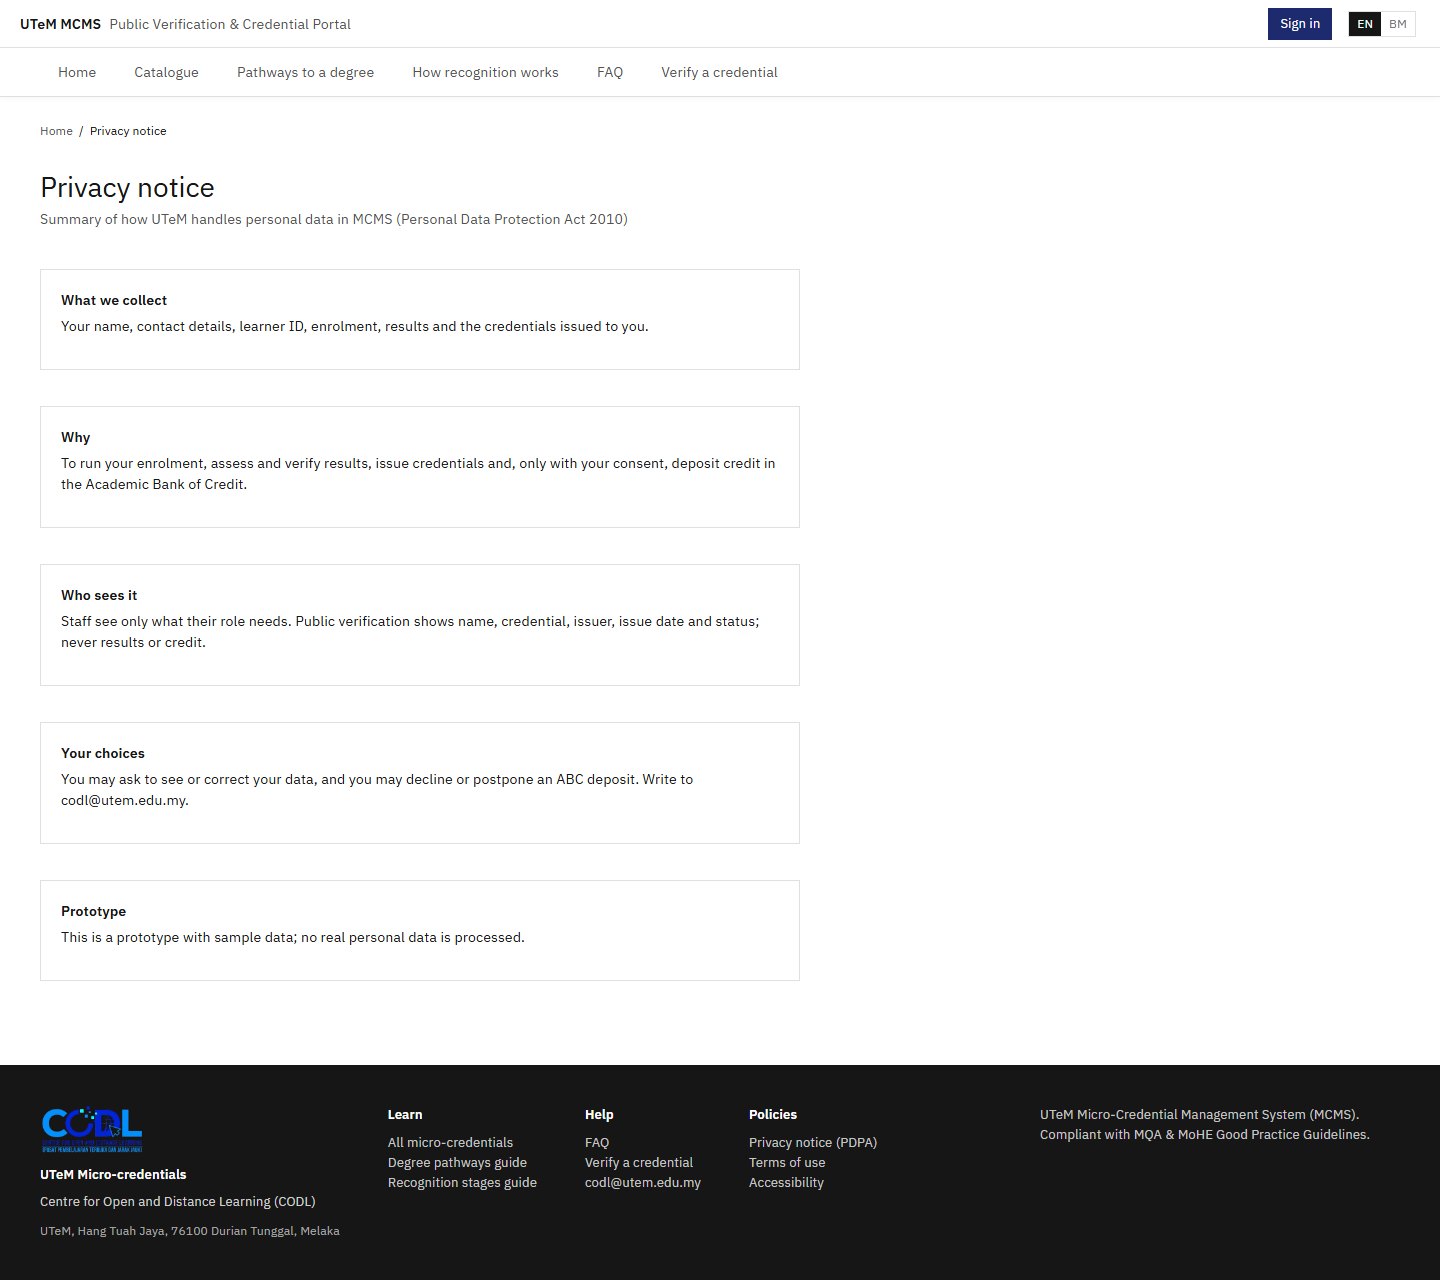 UTeM MCMS Public Verification & Credential Portal
Sign in
EN BM
Home Catalogue Pathways to a degree How recognition works FAQ Verify a credential
Home / Privacy notice
Privacy notice
Summary of how UTeM handles personal data in MCMS (Personal Data Protection Act 2010)
What we collect
Your name, contact details, learner ID, enrolment, results and the credentials issued to you.
Why
To run your enrolment, assess and verify results, issue credentials and, only with your consent, deposit credit in
the Academic Bank of Credit.
Who sees it
Staff see only what their role needs. Public verification shows name, credential, issuer, issue date and status;
never results or credit.
Your choices
You may ask to see or correct your data, and you may decline or postpone an ABC deposit. Write to
codl@utem.edu.my.
Prototype
This is a prototype with sample data; no real personal data is processed.
CODL
UTeM Micro-credentials
Centre for Open and Distance Learning (CODL)
UTeM, Hang Tuah Jaya, 76100 Durian Tunggal, Melaka
Learn
All micro-credentials
Degree pathways guide
Recognition stages guide
Help
FAQ
Verify a credential
codl@utem.edu.my
Policies
Privacy notice (PDPA)
Terms of use
Accessibility
UTeM Micro-Credential Management System (MCMS).
Compliant with MQA & MoHE Good Practice Guidelines.